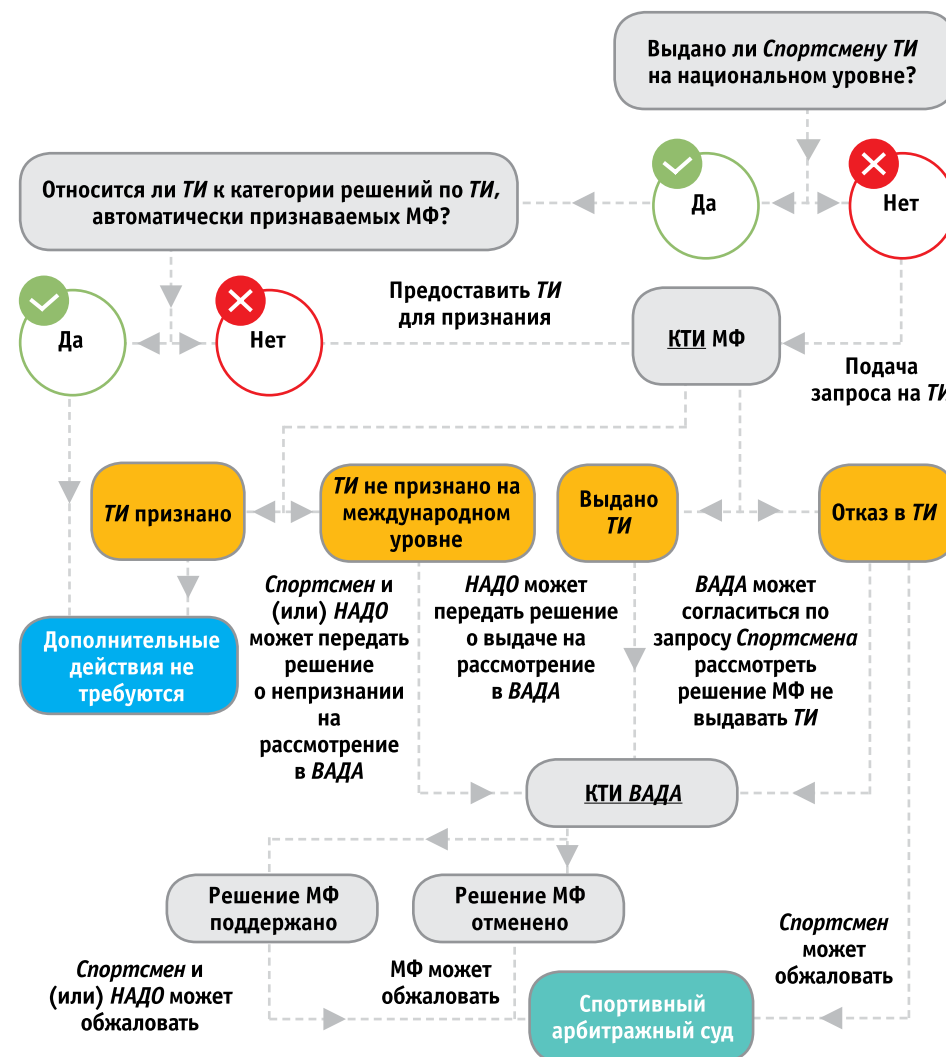 Выдано ли Спортсмену ТИ
на национальном уровне?
Да
Нет
Относится ли ТИ к категории решений по ТИ,
автоматически признаваемых МФ?
Да
Нет
Предоставить ТИ
для признания
КТИ МФ
Подача
запроса на ТИ
ТИ признано
ТИ не признано на
международном
уровне
Выдано
ТИ
Отказ в ТИ
Дополнительные
действия не
требуются
Спортсмен и
(или) НАДО
может передать
решение
о непризнании
на
рассмотрение
в ВАДА
НАДО может
передать решение
о выдаче на
рассмотрение
в ВАДА
ВАДА может
согласиться по
запросу Спортсмена
рассмотреть
решение МФ не
выдавать ТИ
КТИ ВАДА
Решение МФ
поддержано
Решение МФ
отменено
Спортсмен и
(или) НАДО может
обжаловать
МФ может
обжаловать
Спортсмен
может
обжаловать
Спортивный
арбитражный суд